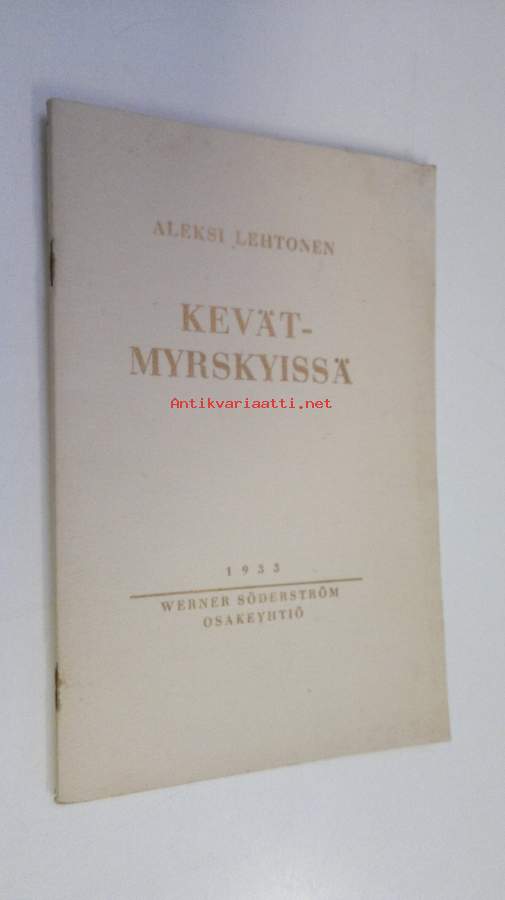 ALEKSI LEHTONEN
KEVÄT-
MYRSKYISSÄ
Antikvariaatti.net
1933
WERNER SÖDERSTRÖM
OSAKEYHTIÖ